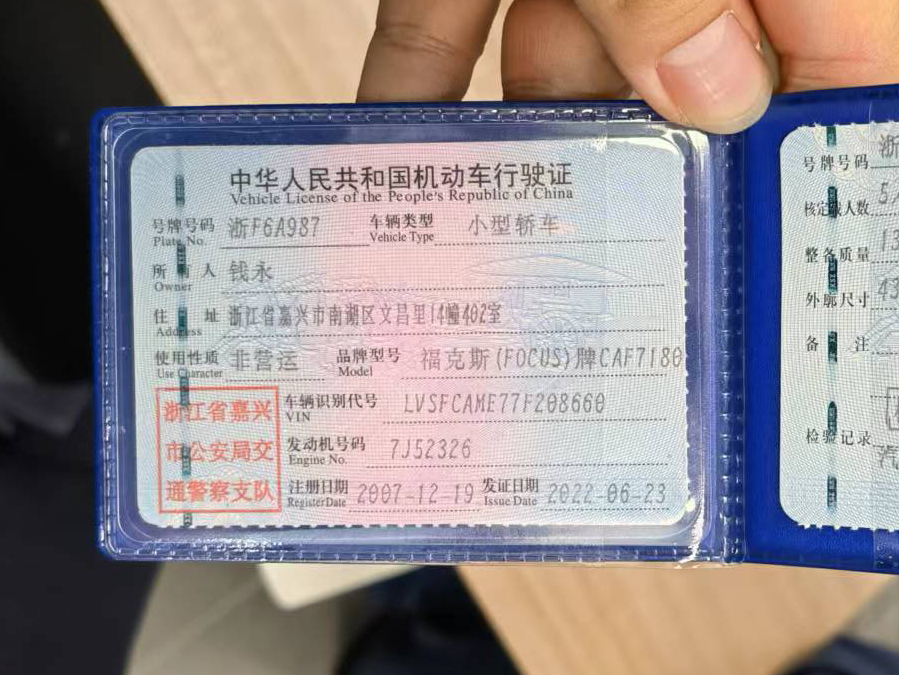 中华人民共和国机动车行驶证
Vehicle License of the People's Republic of China
号牌号码 浙F6A987 车辆类型 小型轿车
Plate No. Vehicle Type
所有人 钱永
Owner
住址 浙江省嘉兴市南湖区文昌里14幢402室
Address
使用性质 非营运 品牌型号 福克斯(FOCUS)牌CAF7180
Use Character Model
浙江省嘉兴
市公安局交
通警察支队
车辆识别代号 LVSFCAME77F208660
VIN
发动机号码 7J52326
Engine No.
注册日期 2007-12-19 发证日期 2022-06-23
Register Date Issue Date
号牌号码 浙
核定载人数
整备质量
外廓尺寸
备注
检验记录
汽